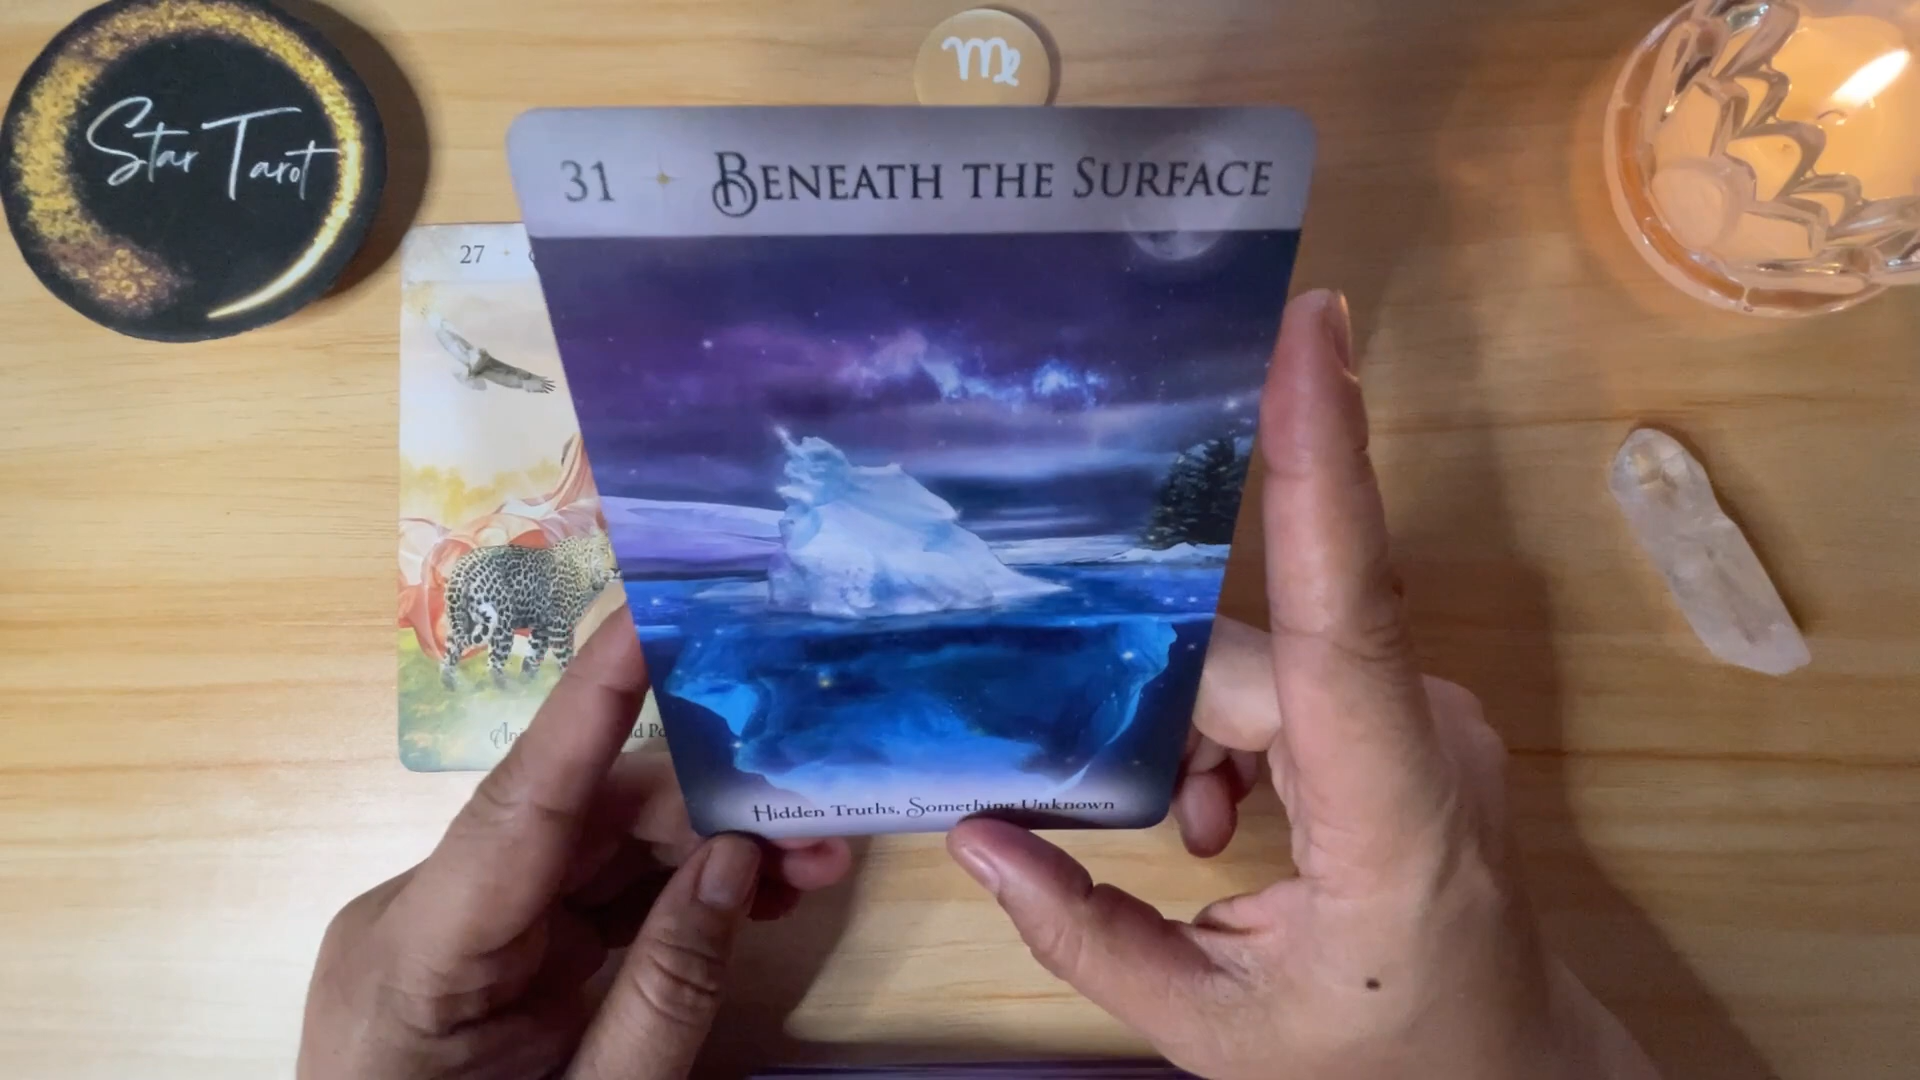 Star Tarot
31 BENEATH THE SURFACE
27
Hidden Truths, Something Unknown